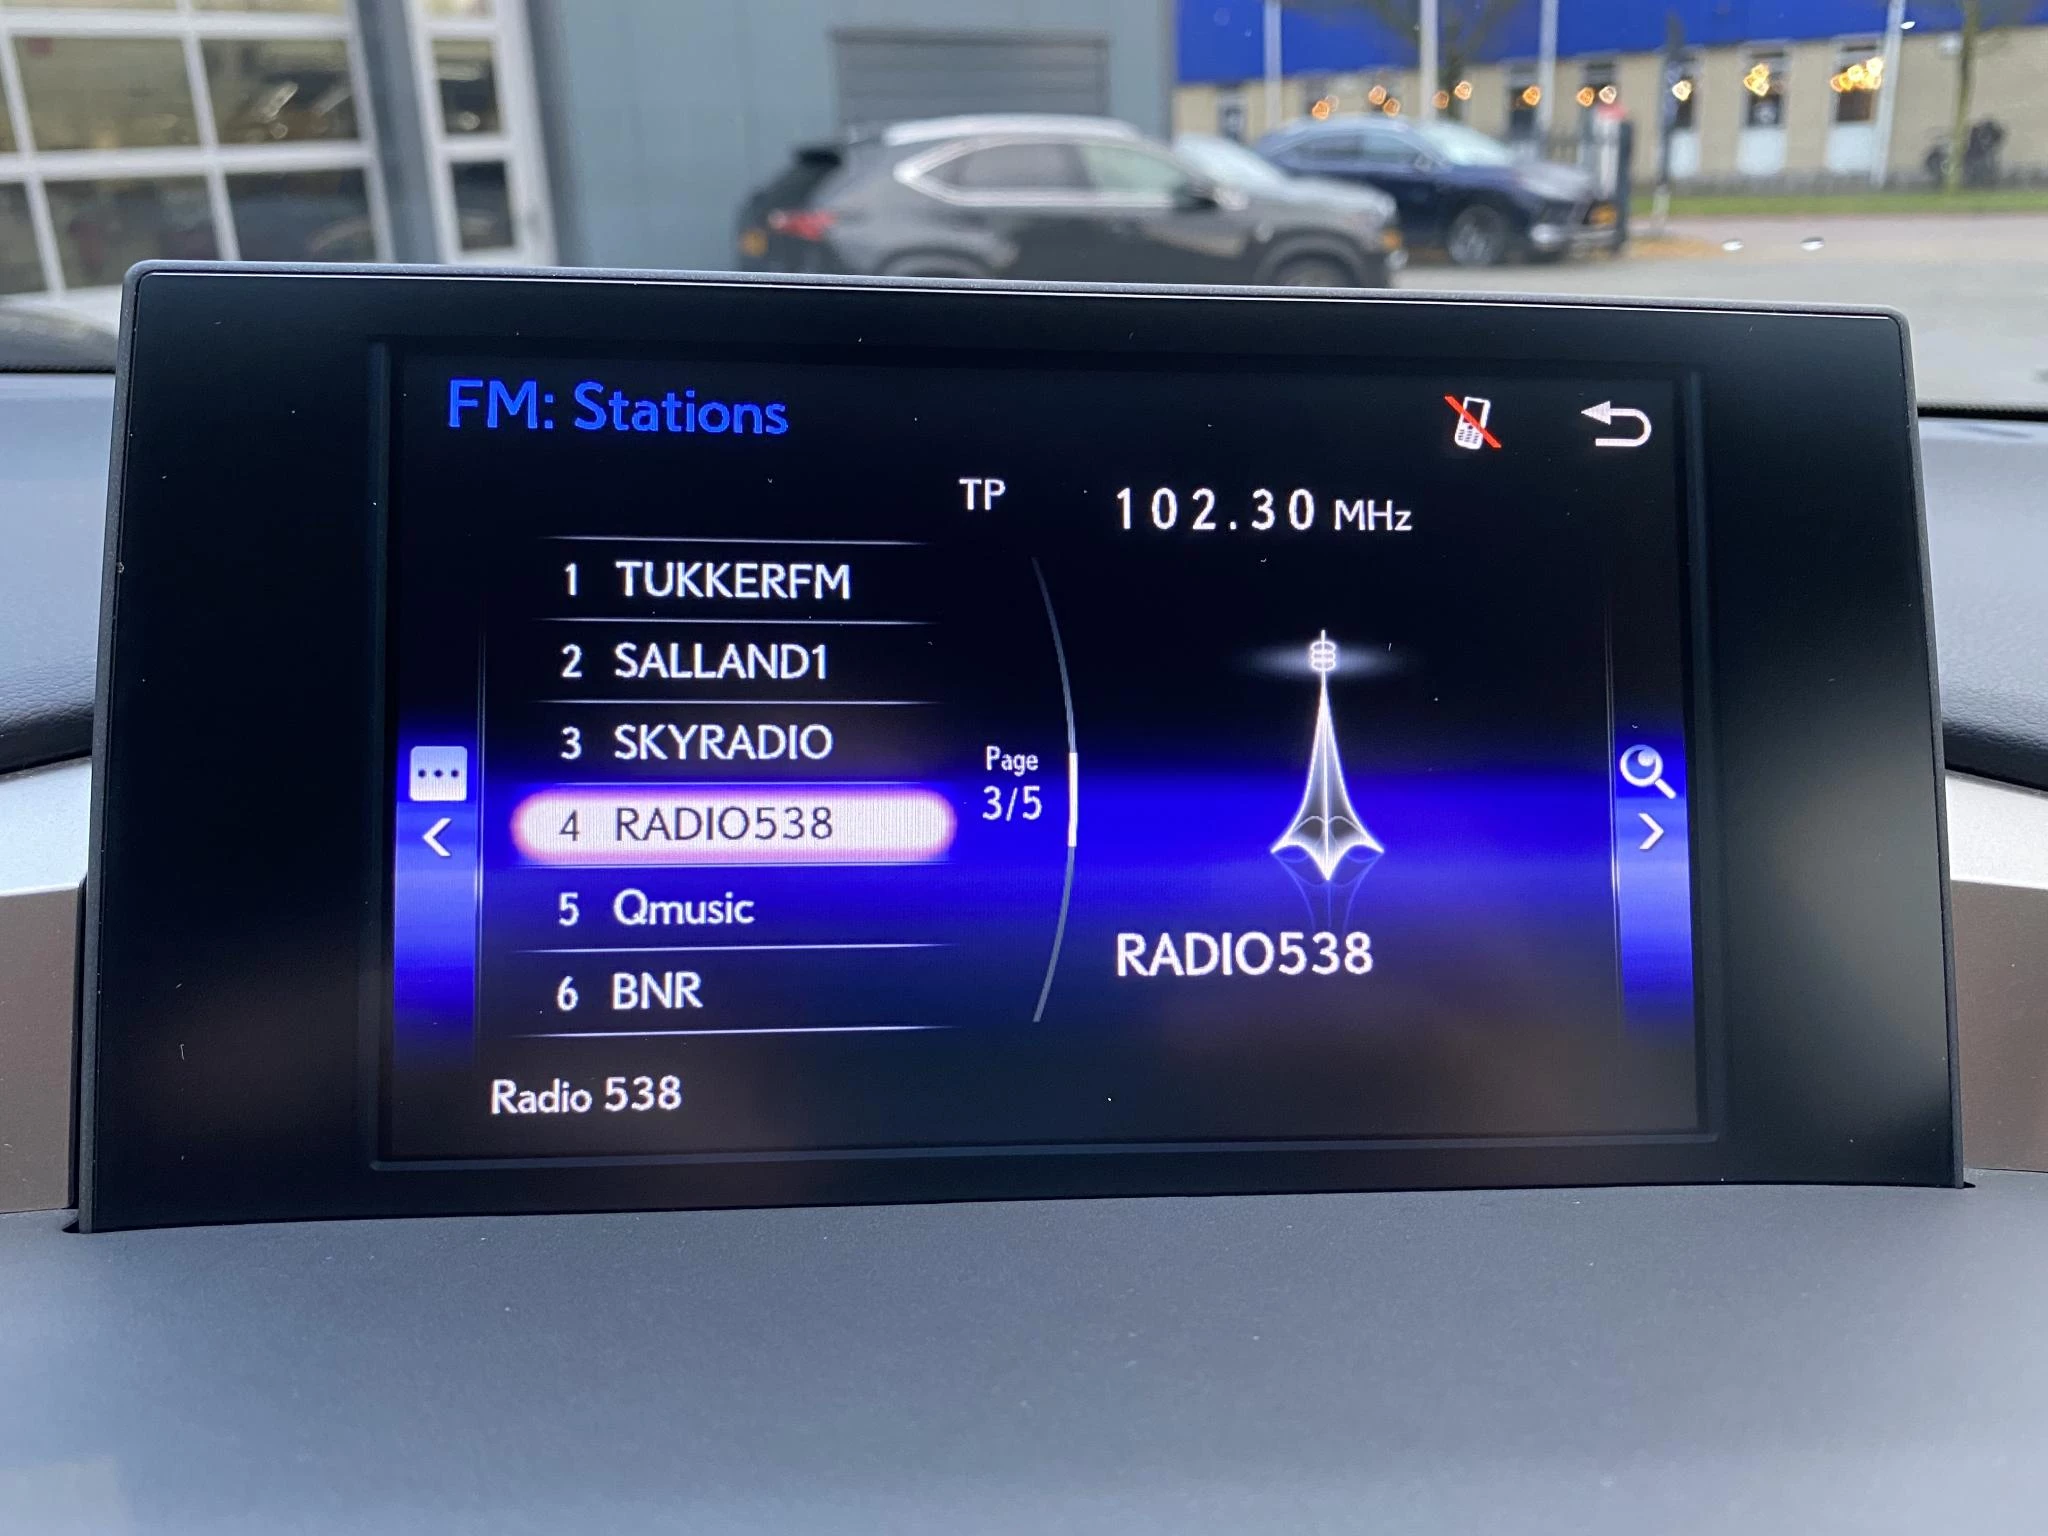 FM: Stations
TP
102.30 MHz
1 TUKKERFM
2 SALLAND1
3 SKYRADIO
4 RADIO538
5 Qmusic
6 BNR
Page
3/5
RADIO538
Radio 538